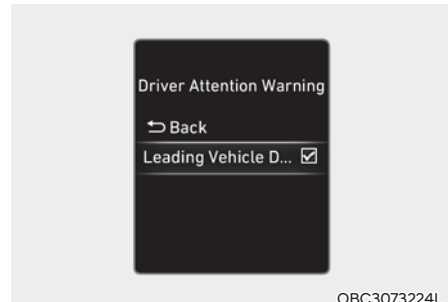 Driver Attention Warning
Back
Leading Vehicle D...
OBC3073224L